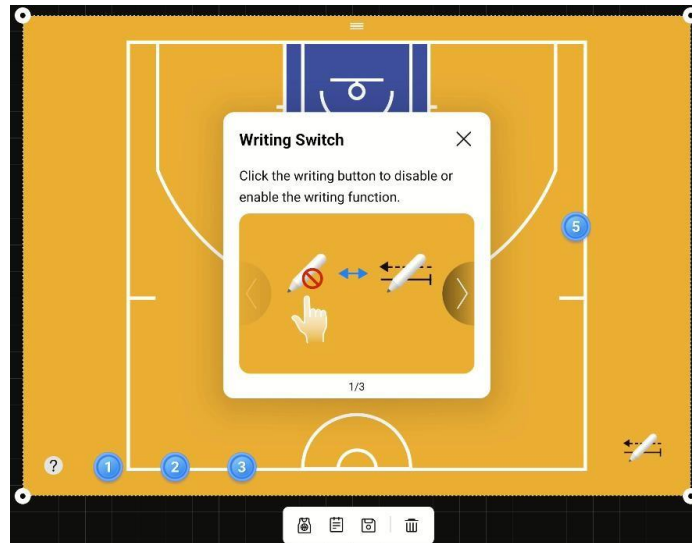 Writing Switch
Click the writing button to disable or
enable the writing function.
5
1/3
?
1
2
3